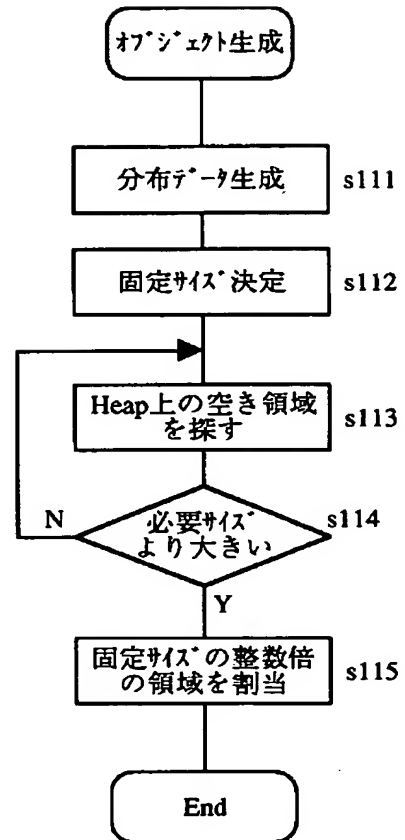 オブジェクト生成
分布データ生成
s111
固定サイズ決定
s112
Heap上の空き領域
を探す
s113
必要サイズ
より大きい
s114
N
Y
固定サイズの整数倍
の領域を割当
s115
End